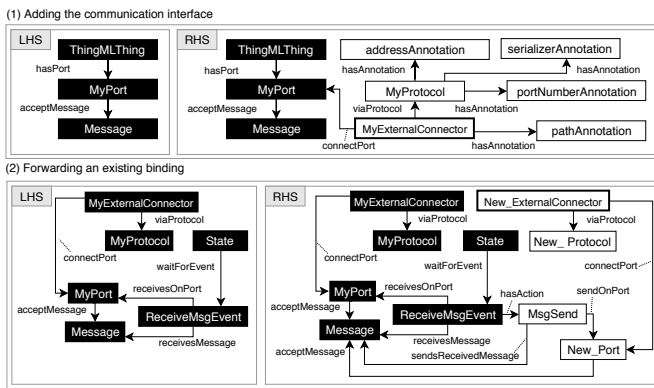 (1) Adding the communication interface
LHS
ThingMLThing
hasPort
MyPort
acceptMessage
Message
RHS
ThingMLThing
hasPort
MyPort
acceptMessage
Message
connectPort
addressAnnotation
serializerAnnotation
hasAnnotation
hasAnnotation
MyProtocol
portNumberAnnotation
viaProtocol
hasAnnotation
MyExternalConnector
pathAnnotation
hasAnnotation
(2) Forwarding an existing binding
LHS
MyExternalConnector
viaProtocol
MyProtocol
State
connectPort
waitForEvent
MyPort
receivesOnPort
acceptMessage
ReceiveMsgEvent
Message
receivesMessage
RHS
MyExternalConnector
New_ExternalConnector
viaProtocol
viaProtocol
MyProtocol
State
New_ Protocol
connectPort
waitForEvent
connectPort
MyPort
receivesOnPort
hasAction
sendOnPort
acceptMessage
ReceiveMsgEvent
MsgSend
Message
receivesMessage
acceptMessage
sendsReceivedMessage
New_Port